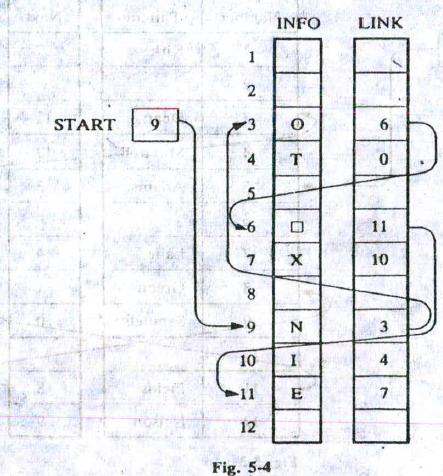 INFO LINK
1
2
START 9 3 O 6
4 T 0
5
6 □ 11
7 X 10
8
9 N 3
10 I 4
11 E 7
12
Fig. 5-4